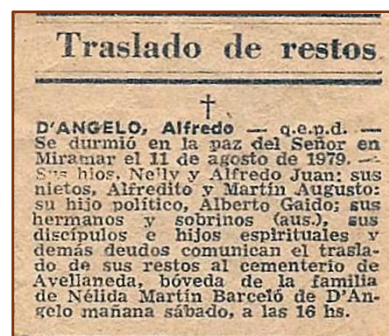 Traslado de restos
†
D'ANGELO, Alfredo — q.e.p.d. —
Se durmió en la paz del Señor en
Miramar el 11 de agosto de 1979. —
Sus hios, Nelly y Alfredo Juan: sus
nietos, Alfredito y Martín Augusto:
su hijo político, Alberto Gaido; sus
hermanos y sobrinos (aus.), sus
discípulos e hijos espirituales y
demás deudos comunican el trasla-
do de sus restos al cementerio de
Avellaneda, bóveda de la familia
de Nélida Martín Barceló de D'An-
gelo mañana sábado, a las 16 hs.